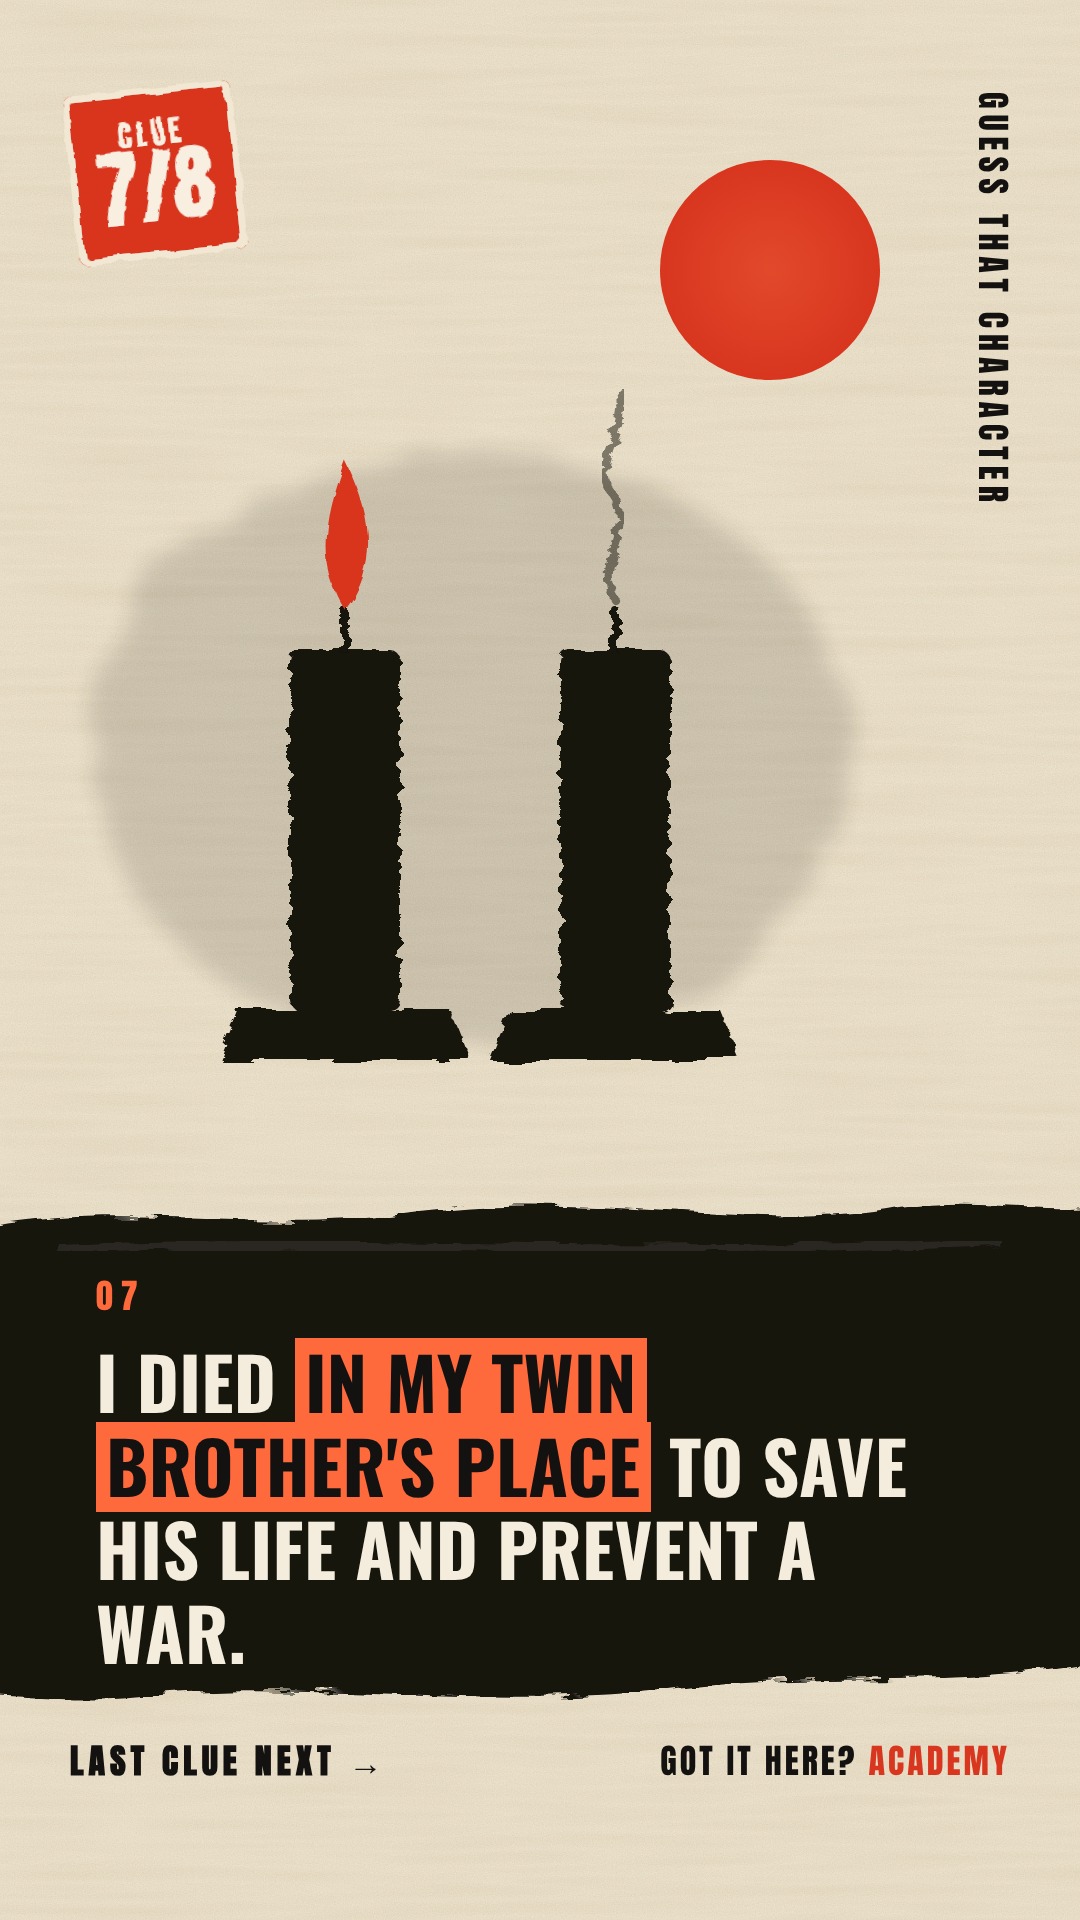 CLUE
7/8
GUESS THAT CHARACTER
07
I DIED IN MY TWIN
BROTHER'S PLACE TO SAVE
HIS LIFE AND PREVENT A
WAR.
LAST CLUE NEXT →
GOT IT HERE? ACADEMY